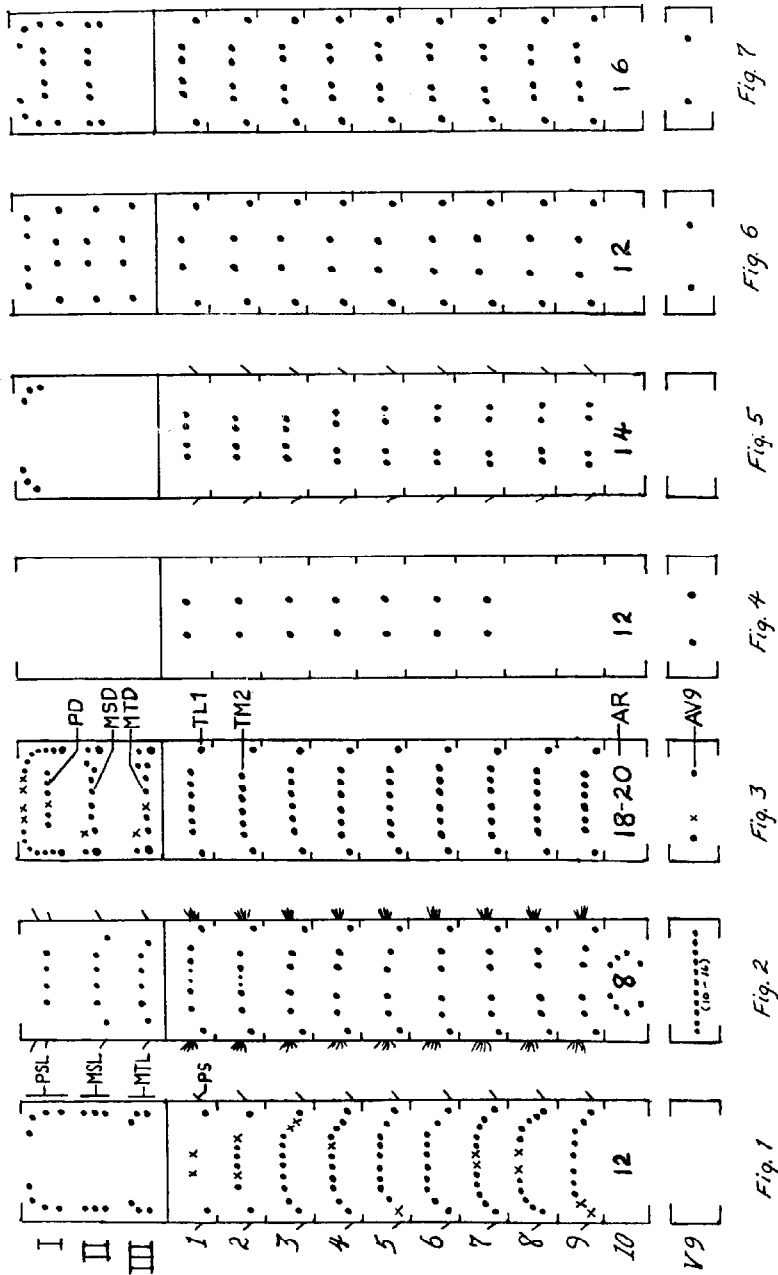 I
II
III
1
2
3
4
5
6
7
8
9
10
V9
PSL
MSL
MTL
PS
12
Fig. 1
8
(10-16)
Fig. 2
PD
MSD
MTD
TL1
TM2
AR
AV9
18-20
Fig. 3
12
Fig. 4
14
Fig. 5
12
Fig. 6
16
Fig. 7